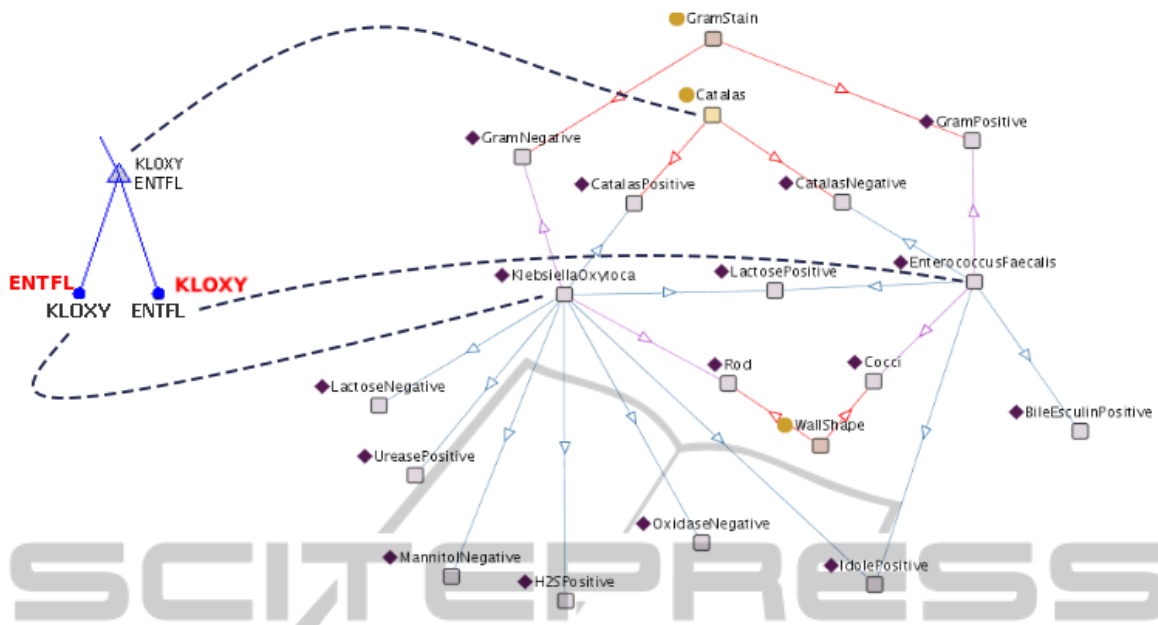 GramStain
Catalas
GramPositive
GramNegative
KLOXY
ENTFL
CatalasPositive
CatalasNegative
EnterococcusFaecalis
KlebsiellaOxytoca
LactosePositive
ENTFL
KLOXY
KLOXY
ENTFL
Rod
Cocci
LactoseNegative
BileEsculinPositive
WallShape
UreasePositive
OxidaseNegative
MannitolNegative
IdolePositive
H2SPositive
SCITEPRESS